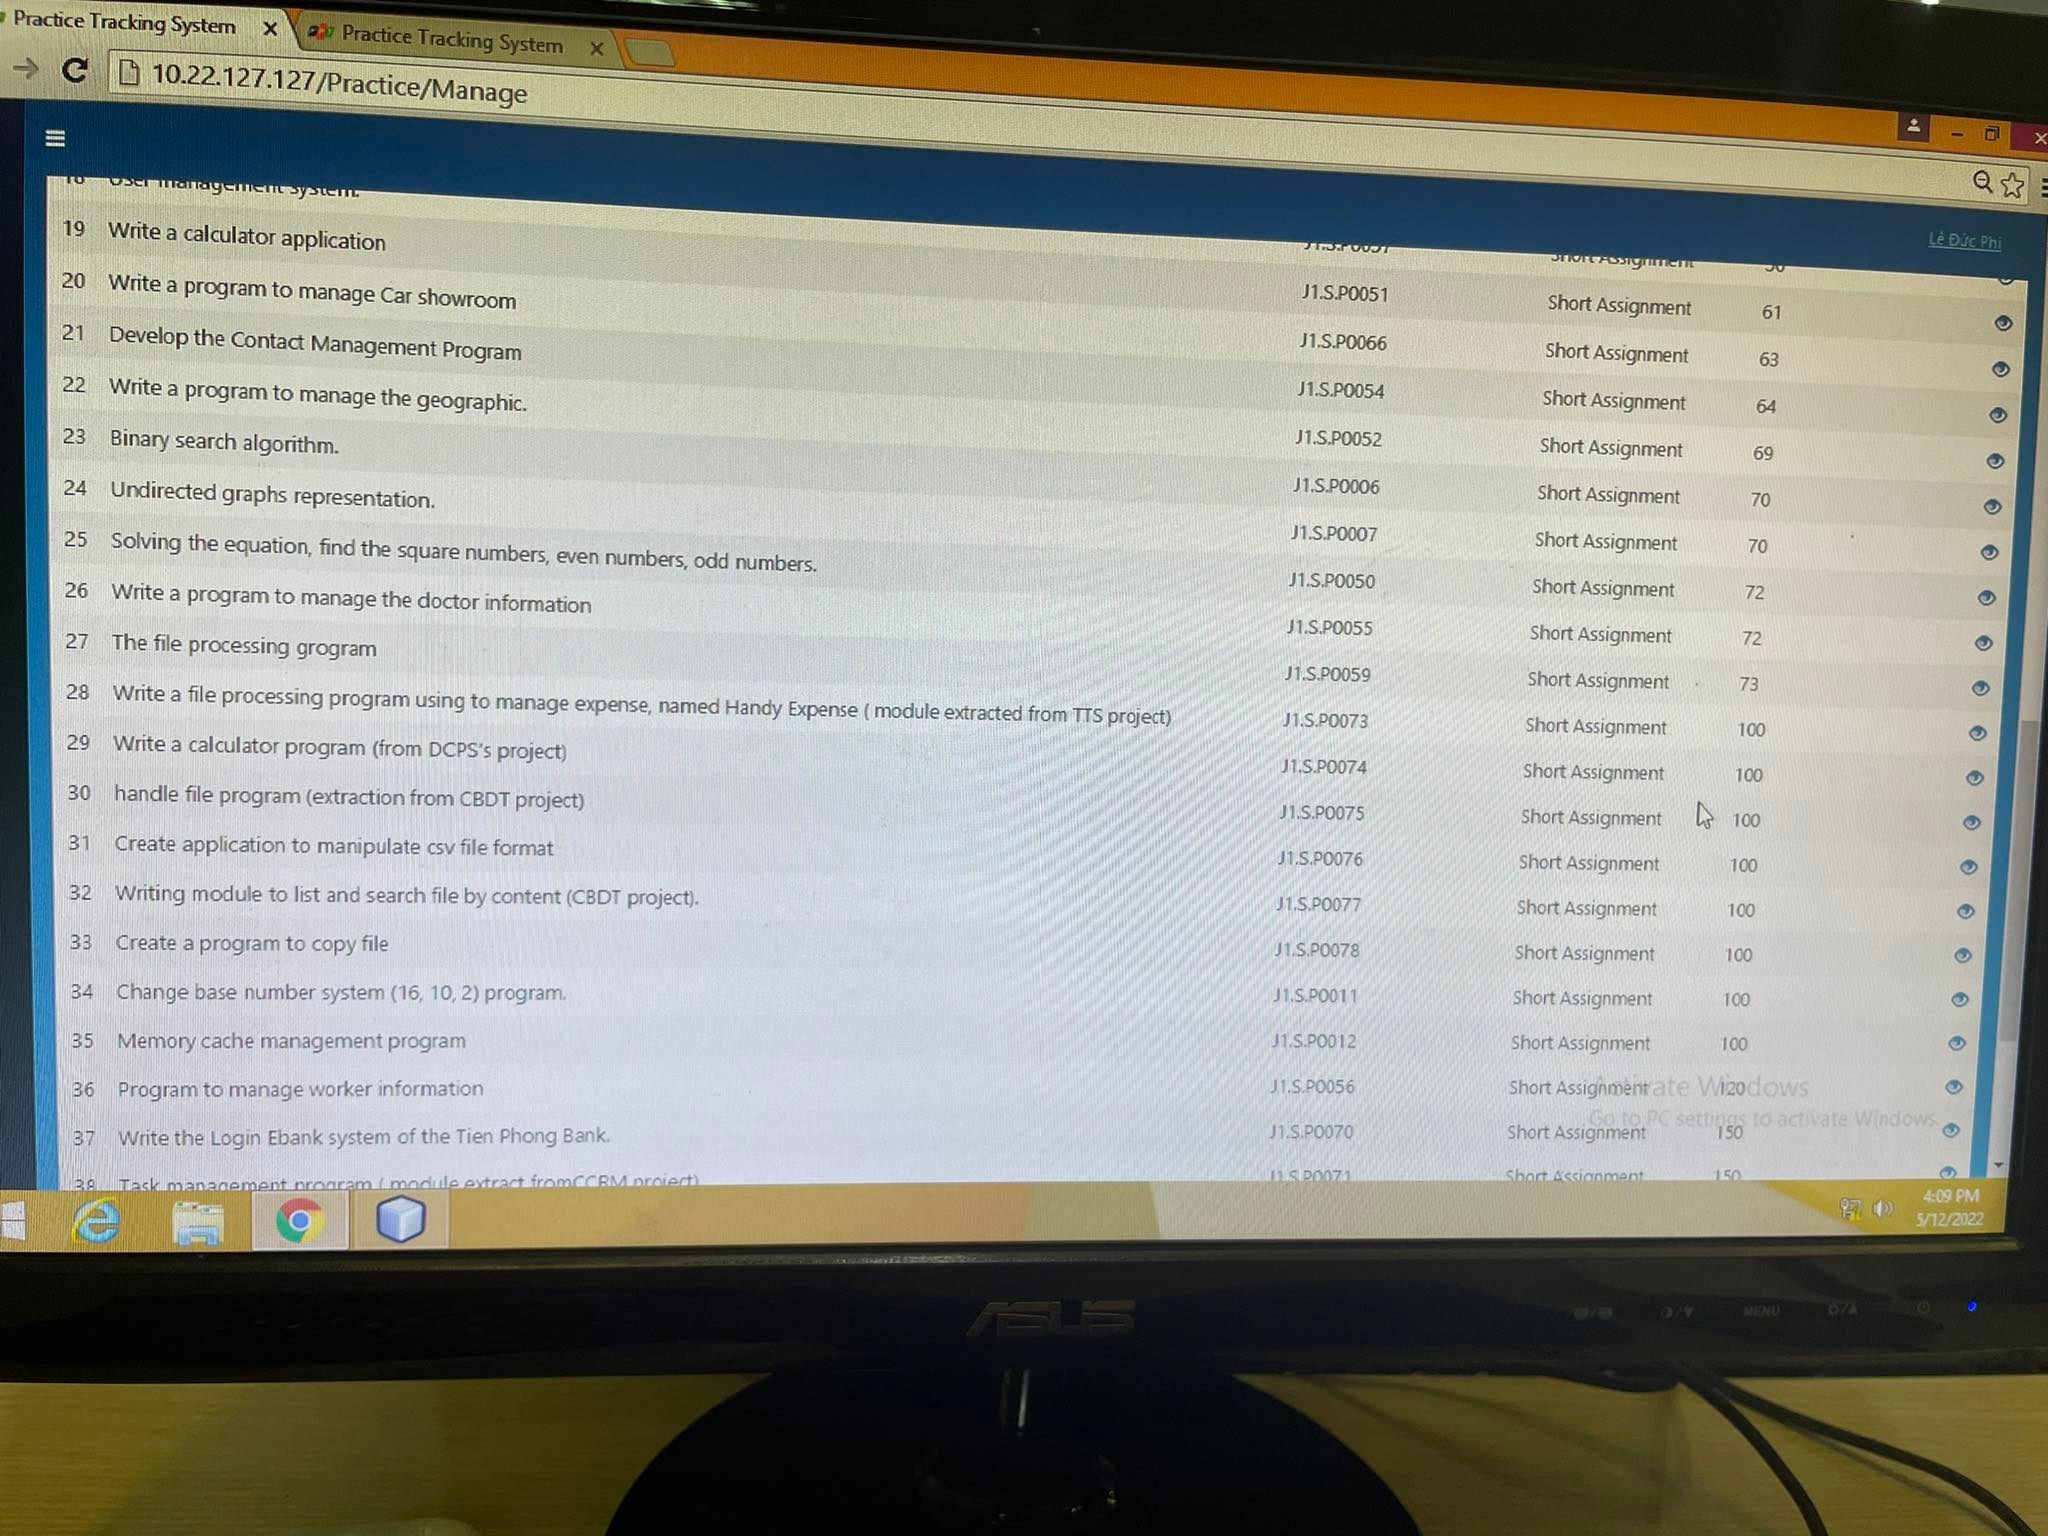 Practice Tracking System
Practice Tracking System
10.22.127.127/Practice/Manage
Lê Đức Phi
18 User management system. Short Assignment
19 Write a calculator application J1.S.P0051 Short Assignment 61
20 Write a program to manage Car showroom J1.S.P0066 Short Assignment 63
21 Develop the Contact Management Program J1.S.P0054 Short Assignment 64
22 Write a program to manage the geographic. J1.S.P0052 Short Assignment 69
23 Binary search algorithm. J1.S.P0006 Short Assignment 70
24 Undirected graphs representation. J1.S.P0007 Short Assignment 70
25 Solving the equation, find the square numbers, even numbers, odd numbers. J1.S.P0050 Short Assignment 72
26 Write a program to manage the doctor information J1.S.P0055 Short Assignment 72
27 The file processing grogram J1.S.P0059 Short Assignment 73
28 Write a file processing program using to manage expense, named Handy Expense ( module extracted from TTS project) J1.S.P0073 Short Assignment 100
29 Write a calculator program (from DCPS's project) J1.S.P0074 Short Assignment 100
30 handle file program (extraction from CBDT project) J1.S.P0075 Short Assignment 100
31 Create application to manipulate csv file format J1.S.P0076 Short Assignment 100
32 Writing module to list and search file by content (CBDT project). J1.S.P0077 Short Assignment 100
33 Create a program to copy file J1.S.P0078 Short Assignment 100
34 Change base number system (16, 10, 2) program. J1.S.P0011 Short Assignment 100
35 Memory cache management program J1.S.P0012 Short Assignment 100
36 Program to manage worker information J1.S.P0056 Short Assignment 120
Activate Windows
Go to PC settings to activate Windows.
37 Write the Login Ebank system of the Tien Phong Bank. J1.S.P0070 Short Assignment 150
38 Task management program ( module extract fromCCRM project) J1.S.P0071 Short Assignment 150
4:09 PM
5/12/2022
ASUS
MENU